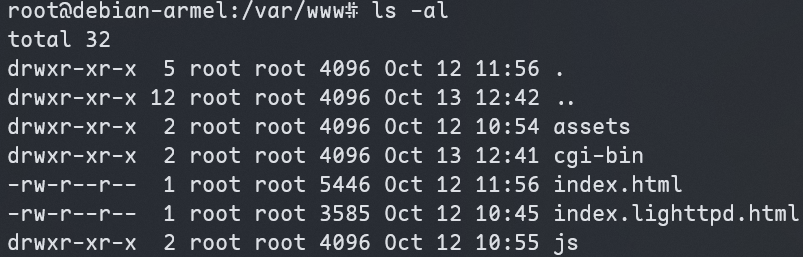 root@debian-armel:/var/www# ls -al
total 32
drwxr-xr-x  5 root root 4096 Oct 12 11:56 .
drwxr-xr-x 12 root root 4096 Oct 13 12:42 ..
drwxr-xr-x  2 root root 4096 Oct 12 10:54 assets
drwxr-xr-x  2 root root 4096 Oct 13 12:41 cgi-bin
-rw-r--r--  1 root root 5446 Oct 12 11:56 index.html
-rw-r--r--  1 root root 3585 Oct 12 10:45 index.lighttpd.html
drwxr-xr-x  2 root root 4096 Oct 12 10:55 js